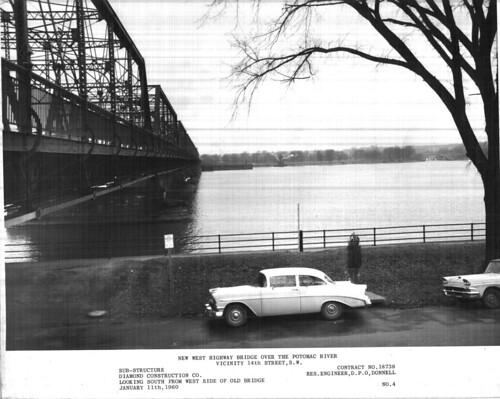 NEW WEST HIGHWAY BRIDGE OVER THE POTOMAC RIVER
VICINITY 14th STREET, S.W.
SUB-STRUCTURE
DIAMOND CONSTRUCTION CO.
LOOKING SOUTH FROM WEST SIDE OF OLD BRIDGE
JANUARY 11th, 1960
CONTRACT NO. 16738
RES. ENGINEER, D.P.O, DONNELL
NO.4